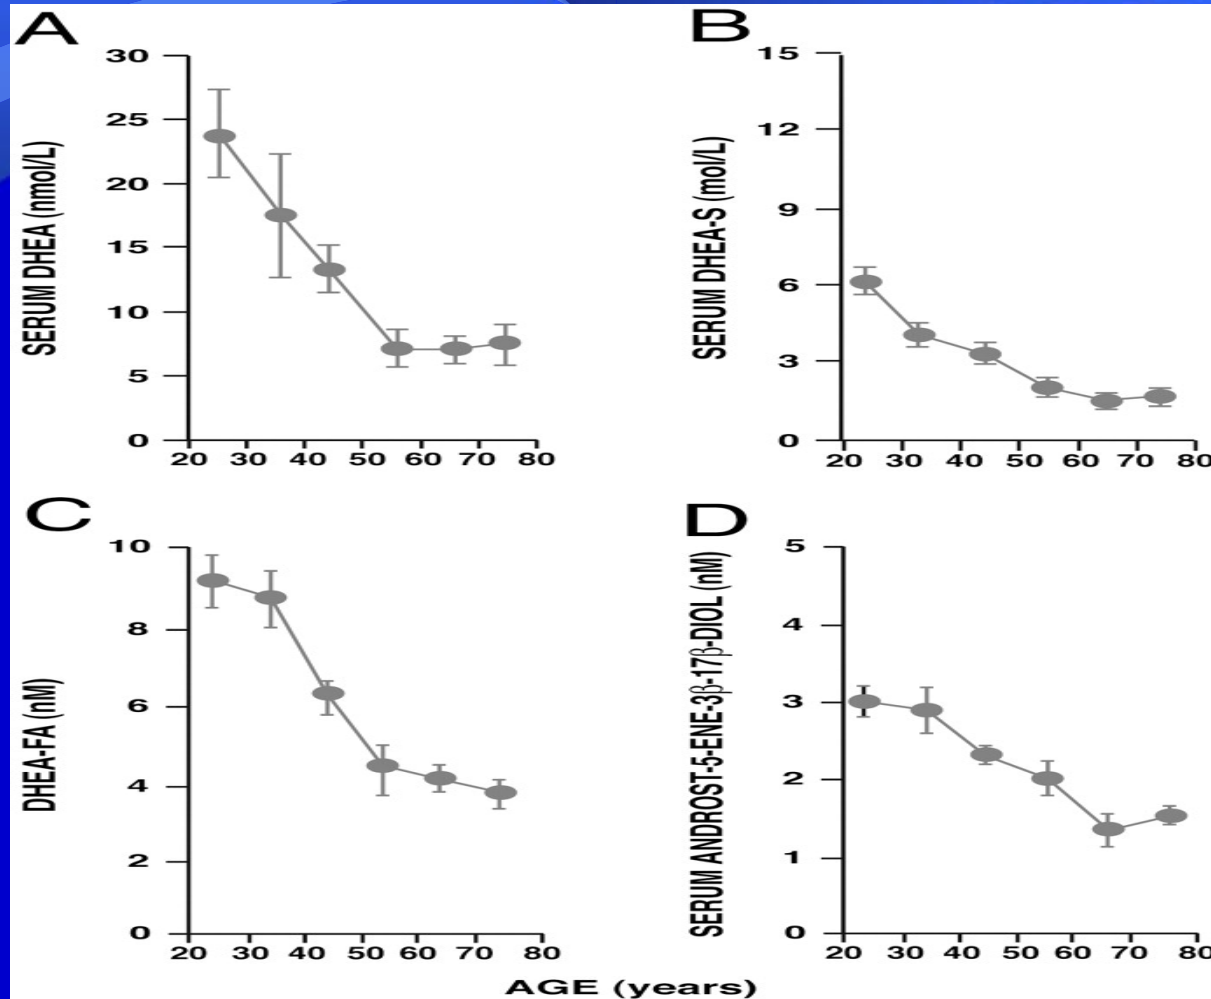 A
SERUM DHEA (nmol/L)
30
25
20
15
10
5
0
20 30 40 50 60 70 80
B
SERUM DHEA-S (mol/L)
15
12
9
6
3
0
20 30 40 50 60 70 80
C
DHEA-FA (nM)
10
8
6
4
2
0
20 30 40 50 60 70 80
D
SERUM ANDROST-5-ENE-3β-17β-DIOL (nM)
5
4
3
2
1
0
20 30 40 50 60 70 80
AGE (years)